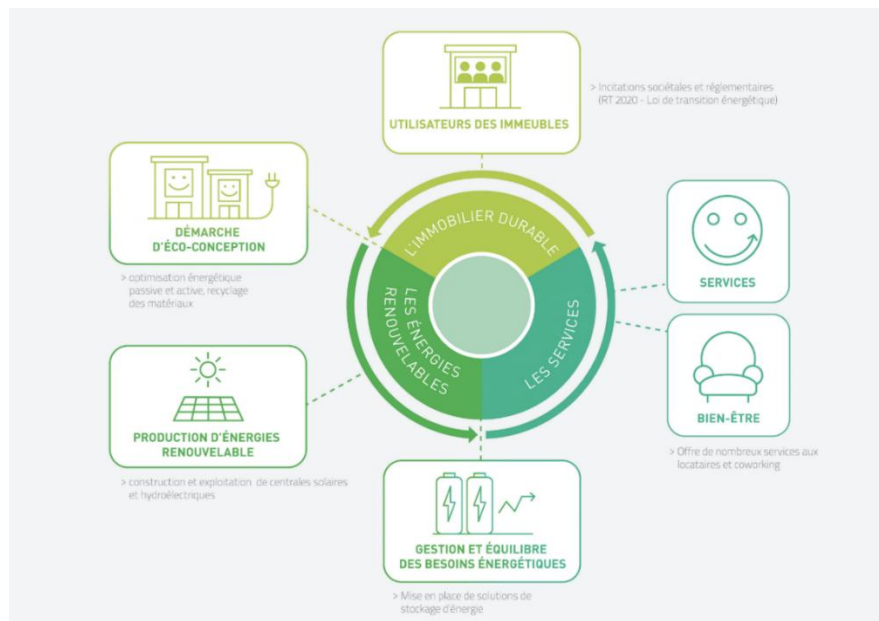 UTILISATEURS DES IMMEUBLES
> Incitations sociétales et réglementaires
(RT 2020 - Loi de transition énergétique)
DÉMARCHE
D'ÉCO-CONCEPTION
> optimisation énergétique
passive et active, recyclage
des matériaux
L'IMMOBILIER DURABLE
LES ÉNERGIES
RENOUVELABLES
LES SERVICES
SERVICES
BIEN-ÊTRE
> Offre de nombreux services aux
locataires et coworking
PRODUCTION D'ÉNERGIES
RENOUVELABLE
> construction et exploitation de centrales solaires
et hydroélectriques
GESTION ET ÉQUILIBRE
DES BESOINS ÉNERGÉTIQUES
> Mise en place de solutions de
stockage d'énergie